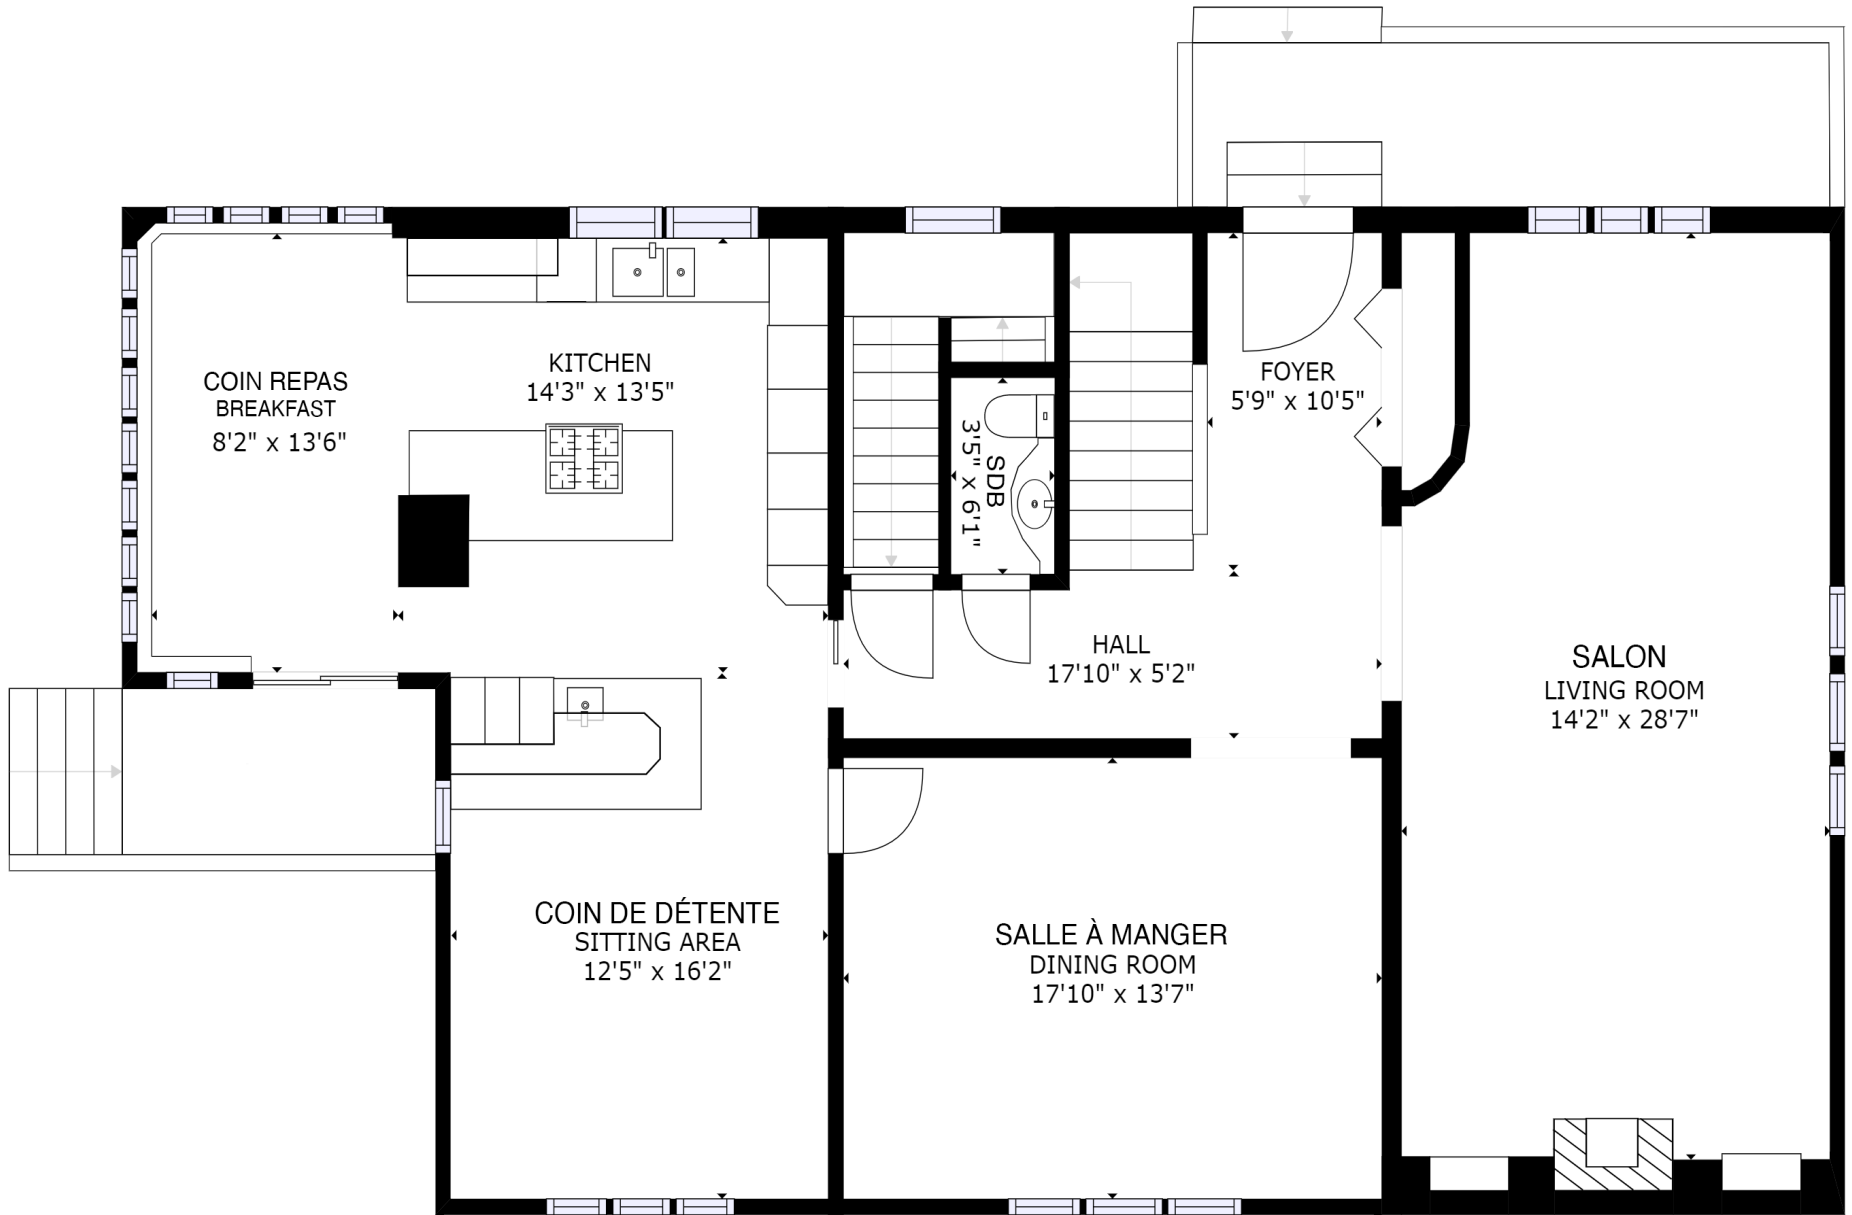 COIN REPAS
BREAKFAST
8'2" x 13'6"
KITCHEN
14'3" x 13'5"
SDB
3'5" x 6'1"
FOYER
5'9" x 10'5"
HALL
17'10" x 5'2"
SALON
LIVING ROOM
14'2" x 28'7"
COIN DE DÉTENTE
SITTING AREA
12'5" x 16'2"
SALLE À MANGER
DINING ROOM
17'10" x 13'7"